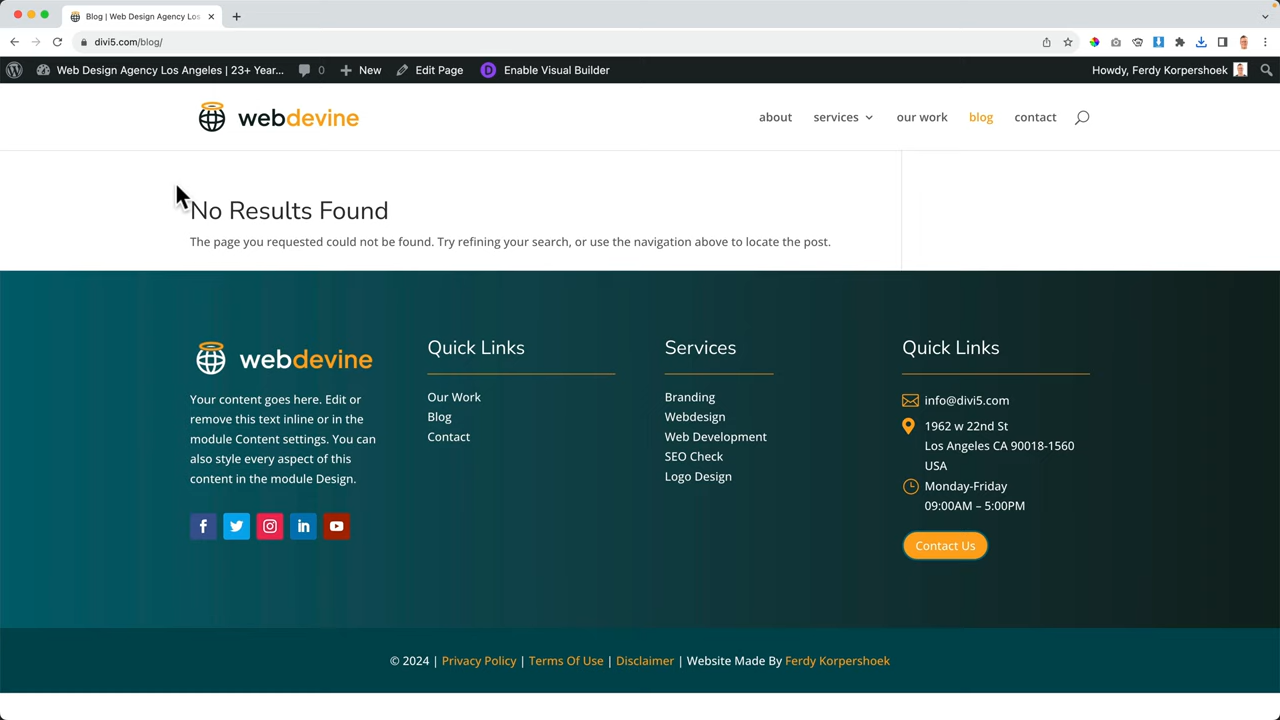 Blog | Web Design Agency Los
divi5.com/blog/
Web Design Agency Los Angeles | 23+ Year... 0 New Edit Page D Enable Visual Builder Howdy, Ferdy Korpershoek
webdevine about services our work blog contact
No Results Found
The page you requested could not be found. Try refining your search, or use the navigation above to locate the post.
webdevine
Your content goes here. Edit or
remove this text inline or in the
module Content settings. You can
also style every aspect of this
content in the module Design.
Quick Links
Our Work
Blog
Contact
Services
Branding
Webdesign
Web Development
SEO Check
Logo Design
Quick Links
info@divi5.com
1962 w 22nd St
Los Angeles CA 90018-1560
USA
Monday-Friday
09:00AM – 5:00PM
Contact Us
© 2024 | Privacy Policy | Terms Of Use | Disclaimer | Website Made By Ferdy Korpershoek